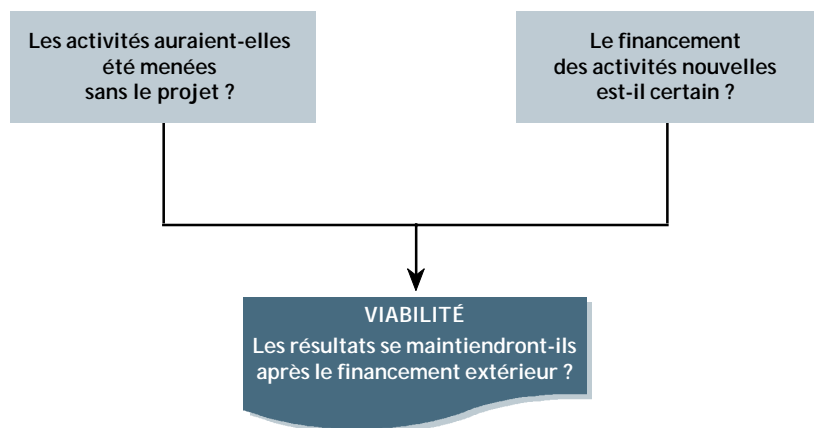 Les activités auraient-elles
été menées
sans le projet ?
Le financement
des activités nouvelles
est-il certain ?
VIABILITÉ
Les résultats se maintiendront-ils
après le financement extérieur ?